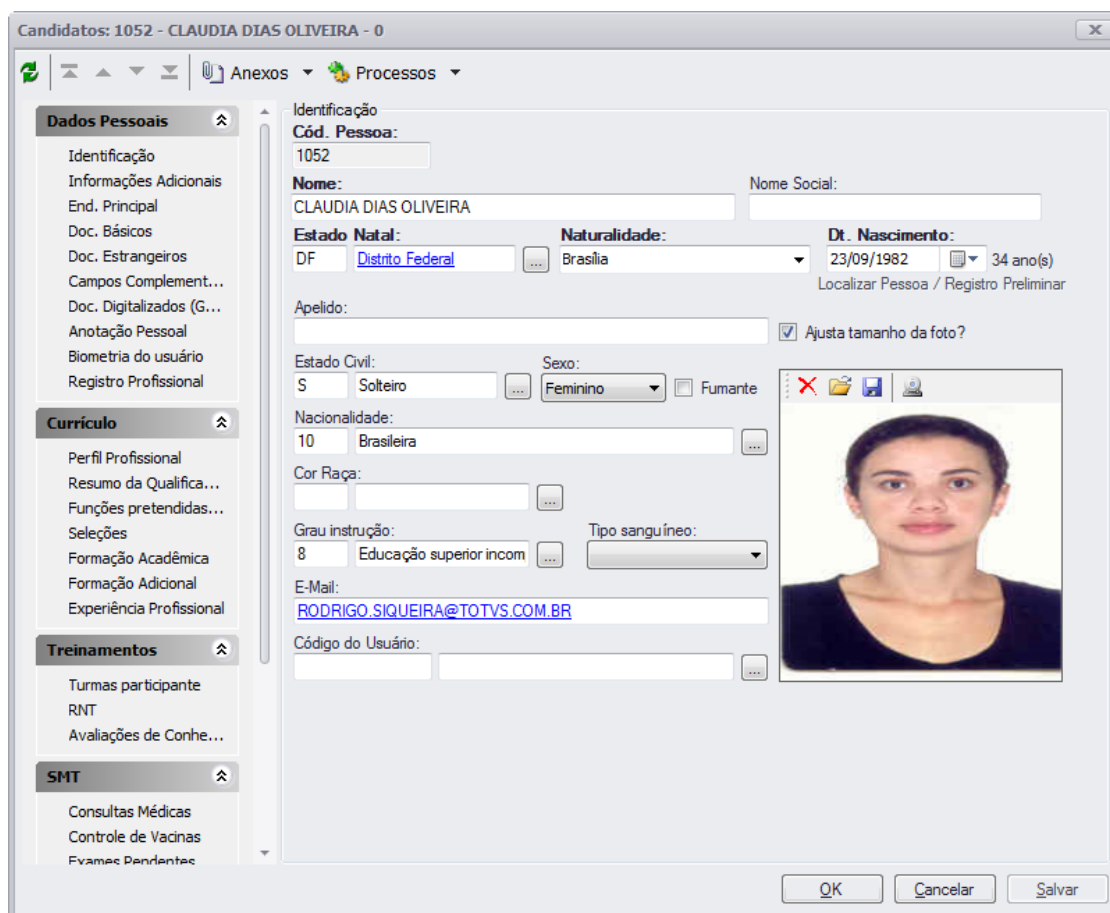 Candidatos: 1052 - CLAUDIA DIAS OLIVEIRA - 0
Anexos Processos
Dados Pessoais
Identificação
Informações Adicionais
End. Principal
Doc. Básicos
Doc. Estrangeiros
Campos Complement...
Doc. Digitalizados (G...
Anotação Pessoal
Biometria do usuário
Registro Profissional
Currículo
Perfil Profissional
Resumo da Qualifica...
Funções pretendidas...
Seleções
Formação Acadêmica
Formação Adicional
Experiência Profissional
Treinamentos
Turmas participante
RNT
Avaliações de Conhe...
SMT
Consultas Médicas
Controle de Vacinas
Exames Pendentes
Identificação
Cód. Pessoa:
1052
Nome: Nome Social:
CLAUDIA DIAS OLIVEIRA
Estado Natal: Naturalidade: Dt. Nascimento:
DF Distrito Federal ... Brasília 23/09/1982 34 ano(s)
Localizar Pessoa / Registro Preliminar
Apelido:
Ajusta tamanho da foto?
Estado Civil: Sexo:
S Solteiro ... Feminino Fumante
Nacionalidade:
10 Brasileira ...
Cor Raça:
...
Grau instrução: Tipo sanguíneo:
8 Educação superior incom ...
E-Mail:
RODRIGO.SIQUEIRA@TOTVS.COM.BR
Código do Usuário:
...
OK Cancelar Salvar